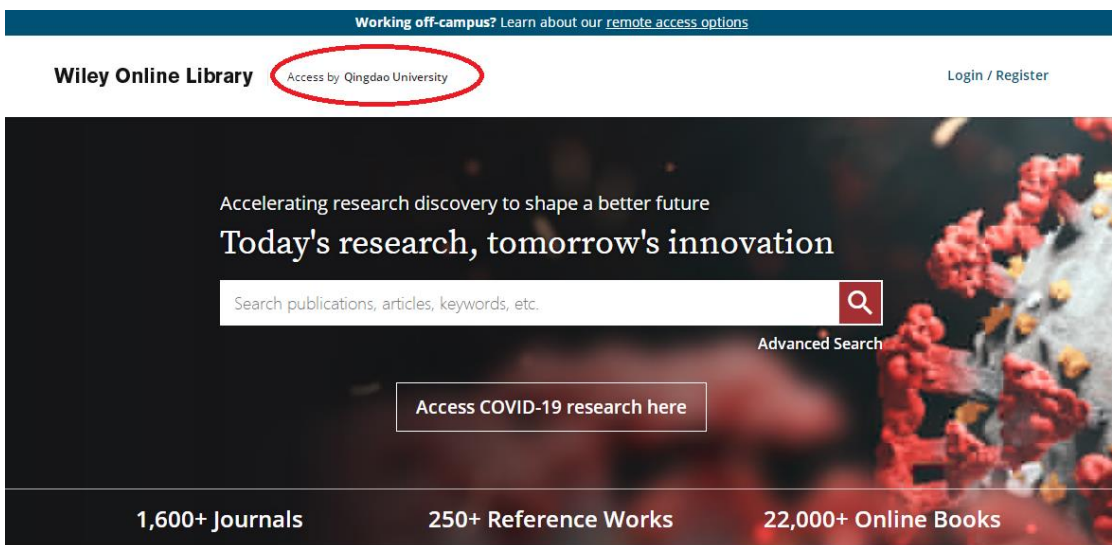 Working off-campus? Learn about our remote access options
Wiley Online Library
Access by Qingdao University
Login / Register
Accelerating research discovery to shape a better future
Today's research, tomorrow's innovation
Search publications, articles, keywords, etc.
Advanced Search
Access COVID-19 research here
1,600+ Journals
250+ Reference Works
22,000+ Online Books